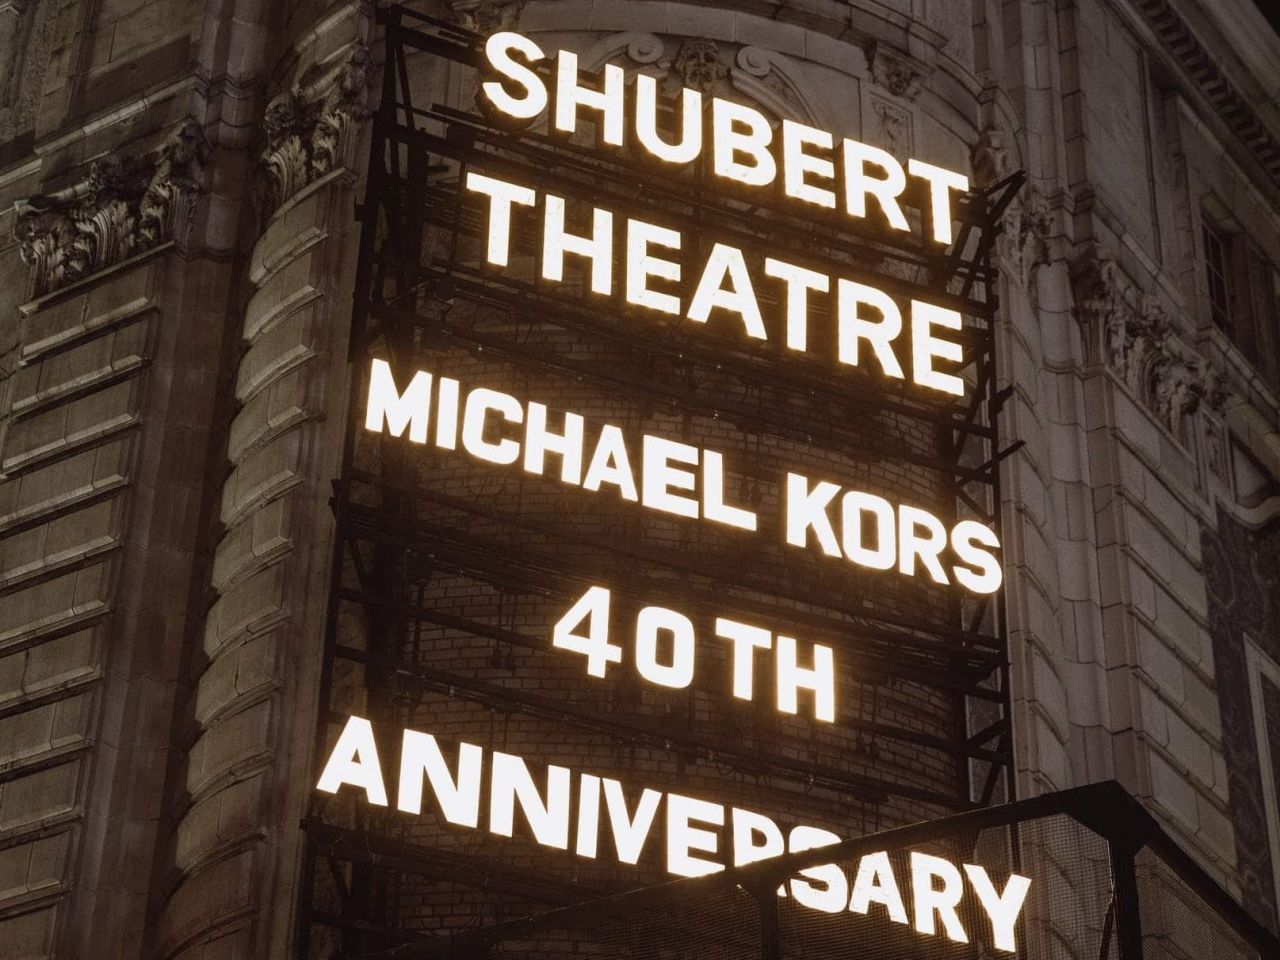 SHUBERT
THEATRE
MICHAEL KORS
40TH
ANNIVERSARY